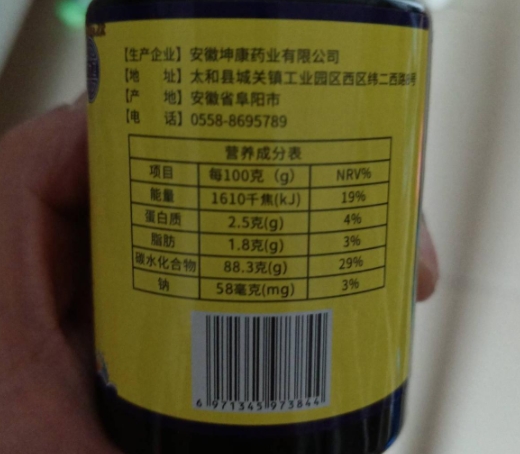 【生产企业】安徽坤康药业有限公司
【地 址】太和县城关镇工业园区西区纬二西路8号
【产 地】安徽省阜阳市
【电 话】0558-8695789
营养成分表
项目 每100克（g） NRV%
能量 1610千焦(kJ) 19%
蛋白质 2.5克(g) 4%
脂肪 1.8克(g) 3%
碳水化合物 88.3克(g) 29%
钠 58毫克(mg) 3%
6 971345 973844